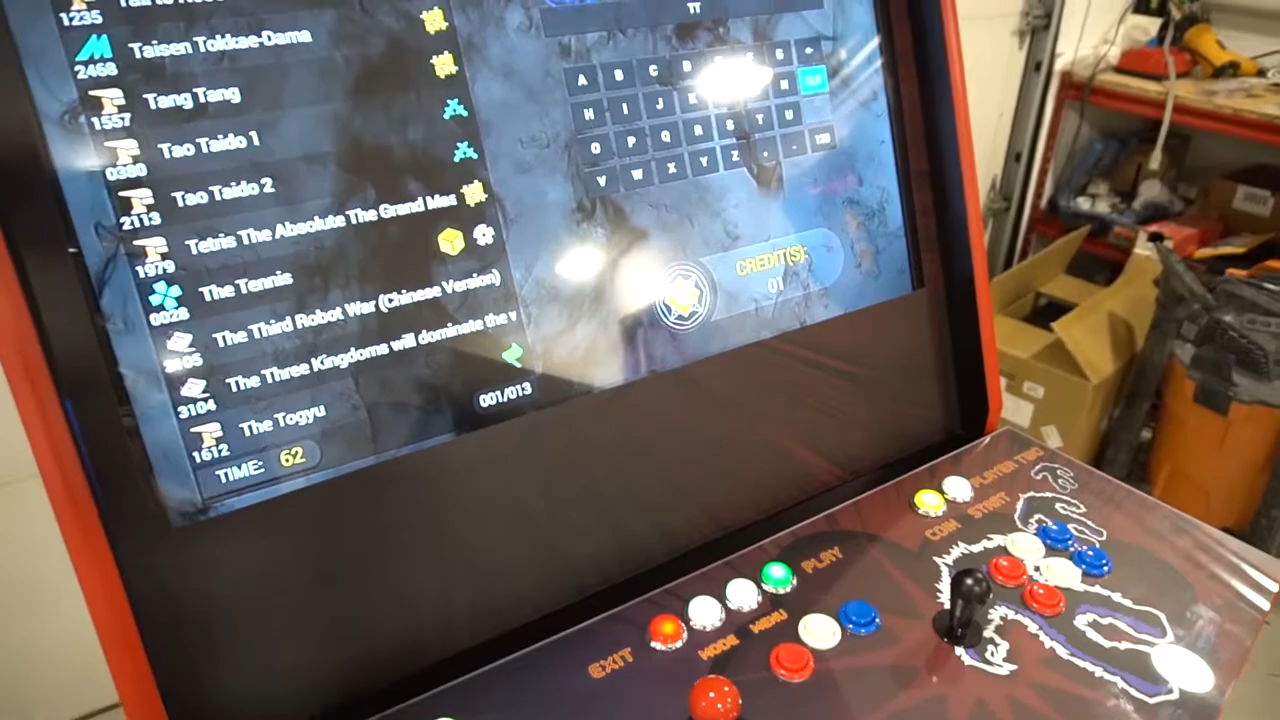 1235
Taisen Tokkae-Dama
2468
Tang Tang
1557
Tao Taido 1
0380
Tao Taido 2
2113
Tetris The Absolute The Grand Mas
1979
The Tennis
0028
The Third Robot War (Chinese Version)
The Three Kingdoms will dominate the v
3104
The Togyu
1612
001/013
TIME: 62
TT
A B C D G
H I J K
O P Q R S T U
V W X Y Z . - 123
CREDIT(S):
01
PLAYER TWO
COIN START
PLAY
MENU
MODE
EXIT